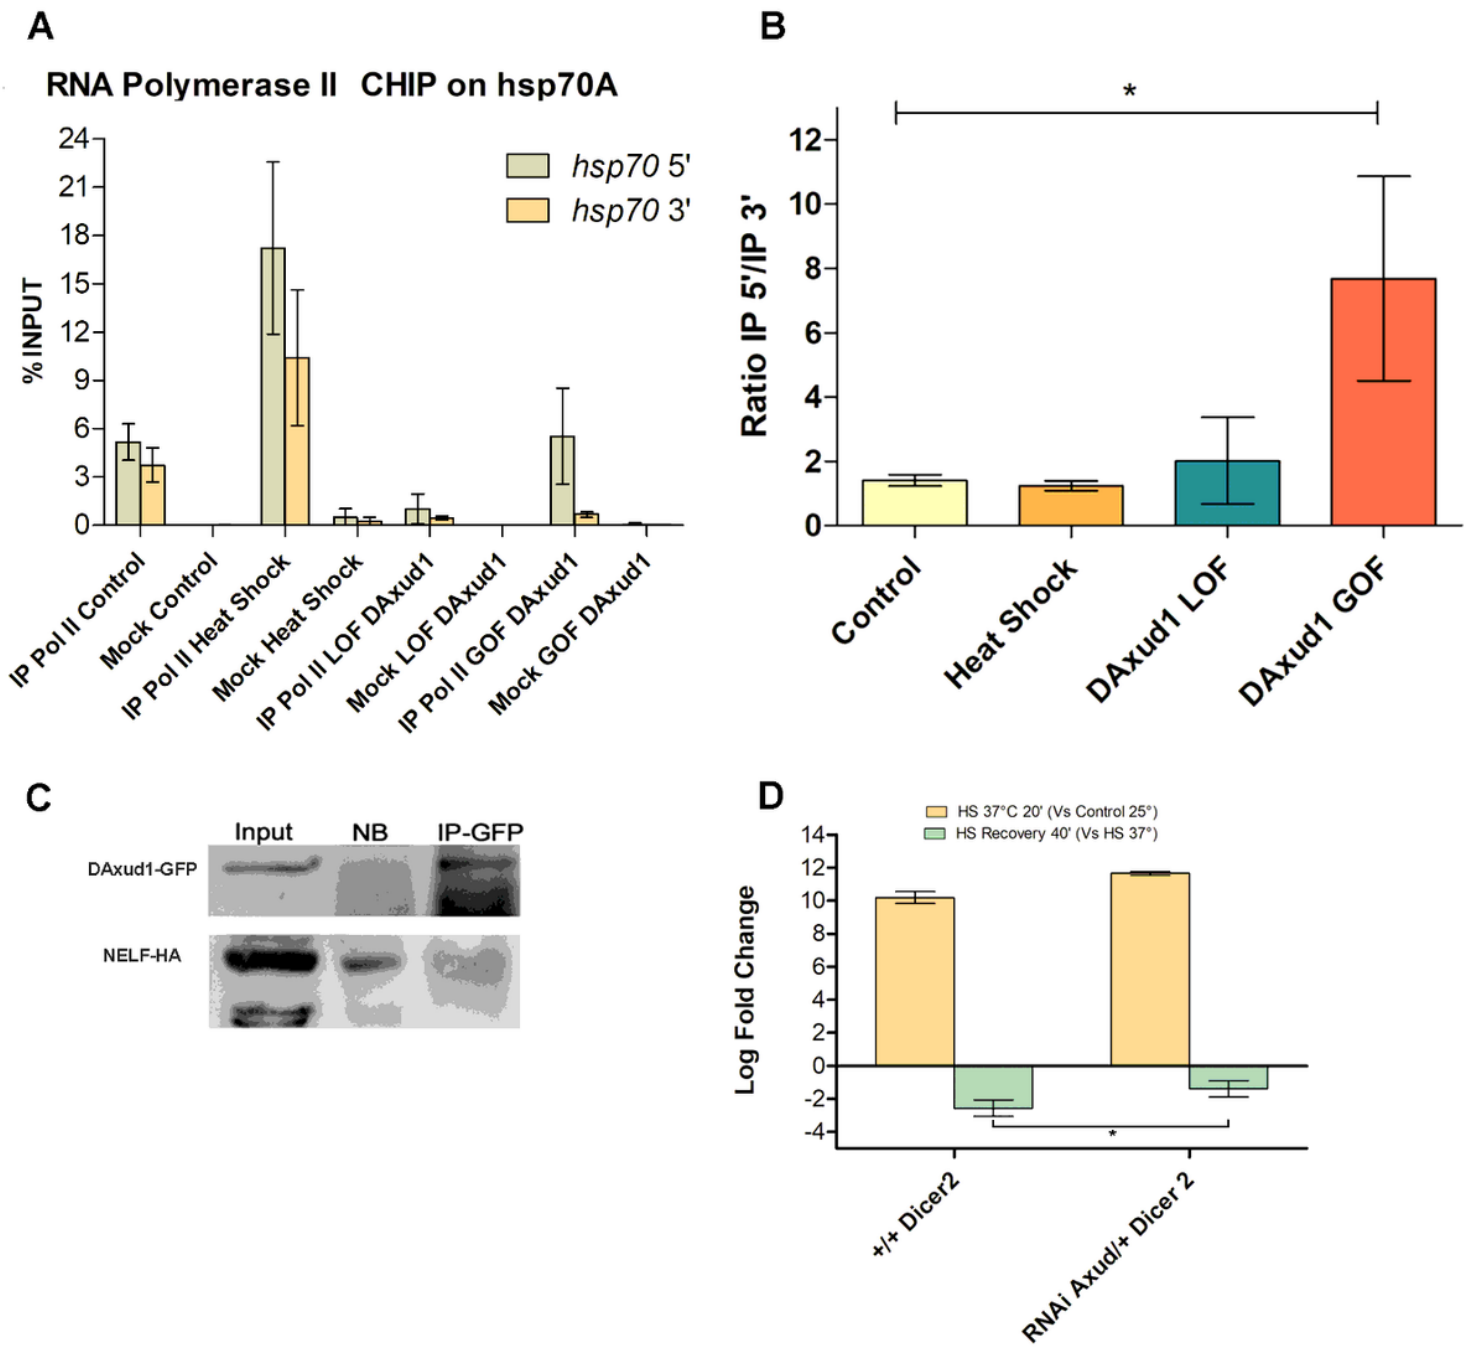 A
RNA Polymerase II CHIP on hsp70A
% INPUT
24
21
18
15
12
9
6
3
0
hsp70 5'
hsp70 3'
IP Pol II Control
Mock Control
IP Pol II Heat Shock
Mock Heat Shock
IP Pol II LOF DAxud1
Mock LOF DAxud1
IP Pol II GOF DAxud1
Mock GOF DAxud1
B
*
Ratio IP 5'/IP 3'
12
10
8
6
4
2
0
Control
Heat Shock
DAxud1 LOF
DAxud1 GOF
C
Input NB IP-GFP
DAxud1-GFP
NELF-HA
D
HS 37°C 20' (Vs Control 25°)
HS Recovery 40' (Vs HS 37°)
Log Fold Change
14
12
10
8
6
4
2
0
-2
-4
*
+/+ Dicer2
RNAi Axud/+ Dicer 2